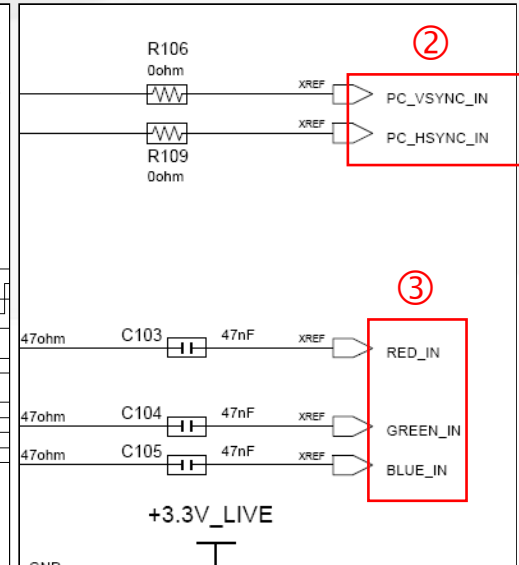 ②
R106
0ohm
XREF
PC_VSYNC_IN
XREF
PC_HSYNC_IN
R109
0ohm
③
47ohm C103 47nF XREF
RED_IN
47ohm C104 47nF XREF
GREEN_IN
47ohm C105 47nF XREF
BLUE_IN
+3.3V_LIVE